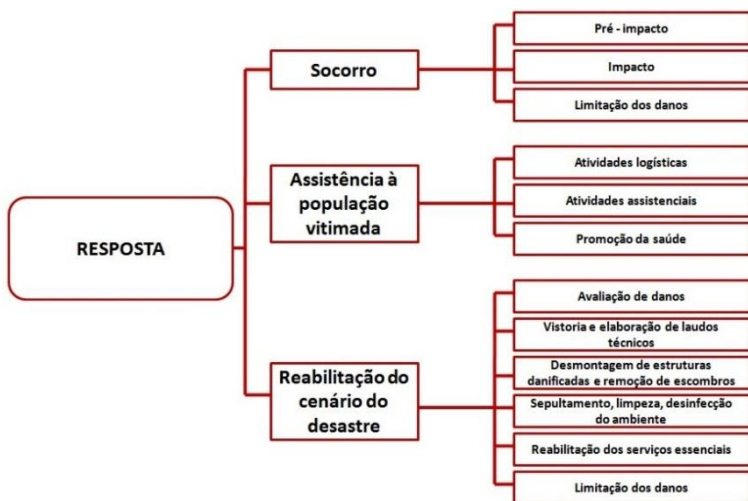 RESPOSTA
Socorro
Pré - impacto
Impacto
Limitação dos danos
Assistência à
população
vitimada
Atividades logísticas
Atividades assistenciais
Promoção da saúde
Reabilitação do
cenário do
desastre
Avaliação de danos
Vistoria e elaboração de laudos
técnicos
Desmontagem de estruturas
danificadas e remoção de escombros
Sepultamento, limpeza, desinfecção
do ambiente
Reabilitação dos serviços essenciais
Limitação dos danos